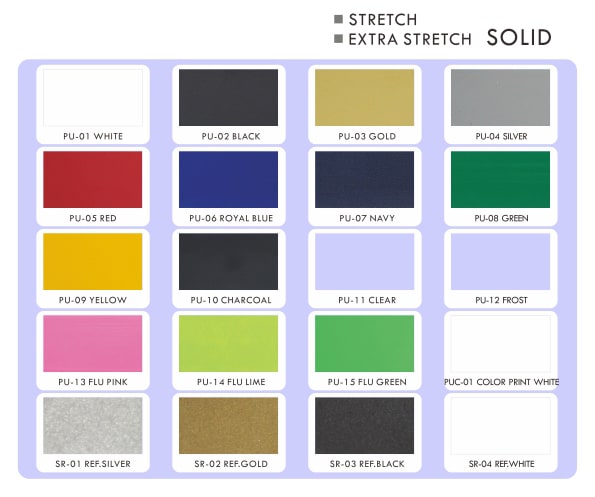 STRETCH
EXTRA STRETCH SOLID
PU-01 WHITE
PU-02 BLACK
PU-03 GOLD
PU-04 SILVER
PU-05 RED
PU-06 ROYAL BLUE
PU-07 NAVY
PU-08 GREEN
PU-09 YELLOW
PU-10 CHARCOAL
PU-11 CLEAR
PU-12 FROST
PU-13 FLU PINK
PU-14 FLU LIME
PU-15 FLU GREEN
PUC-01 COLOR PRINT WHITE
SR-01 REF.SILVER
SR-02 REF.GOLD
SR-03 REF.BLACK
SR-04 REF.WHITE